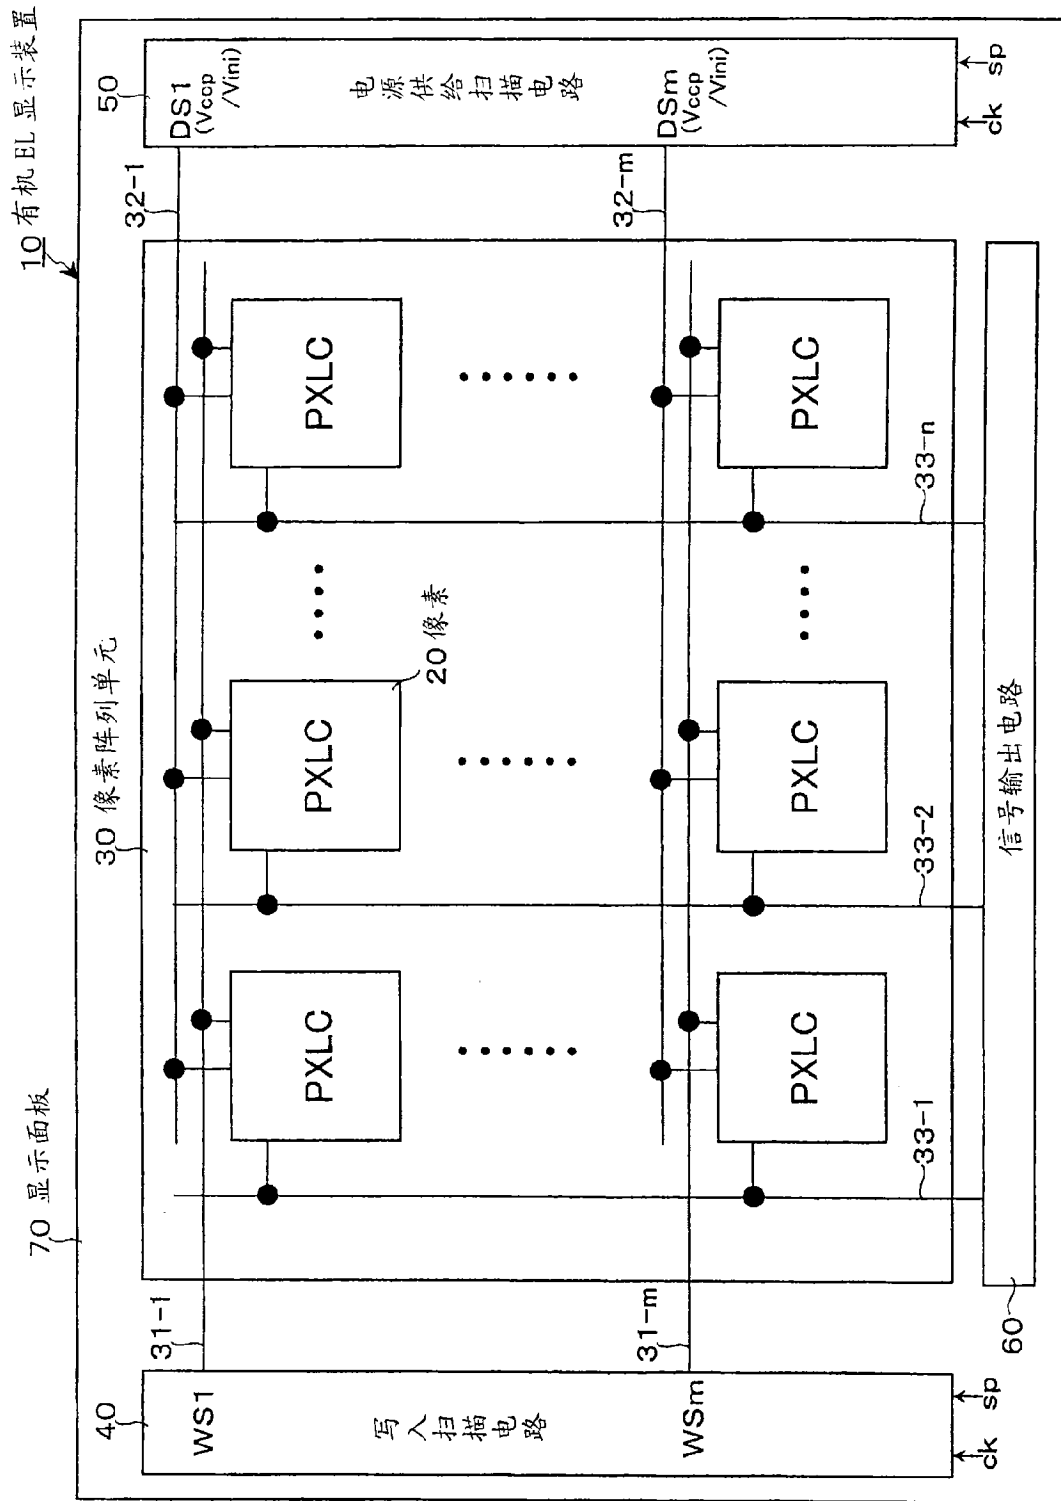 10 有机EL显示装置
70 显示面板
30 像素阵列单元
40
50
WS1
31-1
32-1
DS1
(Vccp
/Vini)
PXLC
PXLC
PXLC
20 像素
写入扫描电路
电源供给扫描电路
WSm
31-m
32-m
DSm
(Vccp
/Vini)
PXLC
PXLC
PXLC
33-1
33-2
33-n
ck
sp
ck
sp
60
信号输出电路